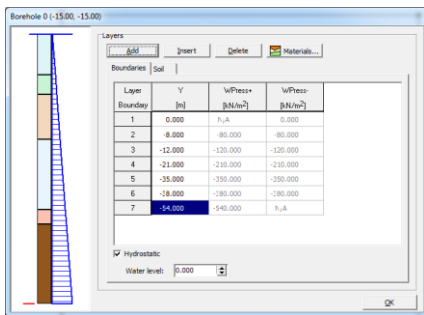 Borehole 0 (-15.00, -15.00)
Layers
Add Insert Delete Materials...
Boundaries Soil
Layer Y WPress+ WPress-
Boundary [m] [kN/m²] [kN/m²]
1 0.000 N/A 0.000
2 -8.000 -80.000 -80.000
3 -12.000 -120.000 -120.000
4 -21.000 -210.000 -210.000
5 -35.000 -350.000 -350.000
6 -38.000 -380.000 -380.000
7 -54.000 -540.000 N/A
Hydrostatic
Water level: 0.000
OK